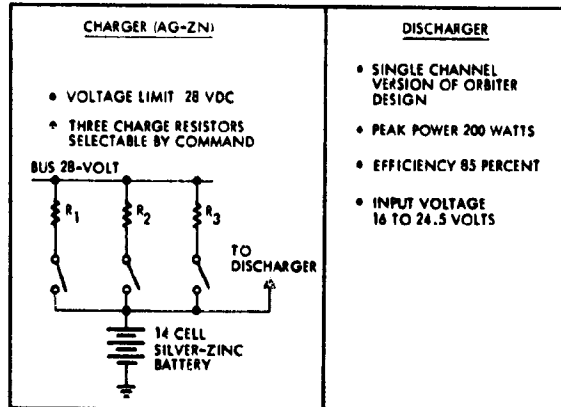 CHARGER (AG-ZN)
• VOLTAGE LIMIT 28 VDC
• THREE CHARGE RESISTORS
SELECTABLE BY COMMAND
BUS 28-VOLT
R1
R2
R3
TO
DISCHARGER
14 CELL
SILVER-ZINC
BATTERY
DISCHARGER
• SINGLE CHANNEL
VERSION OF ORBITER
DESIGN
• PEAK POWER 200 WATTS
• EFFICIENCY 85 PERCENT
• INPUT VOLTAGE
16 TO 24.5 VOLTS